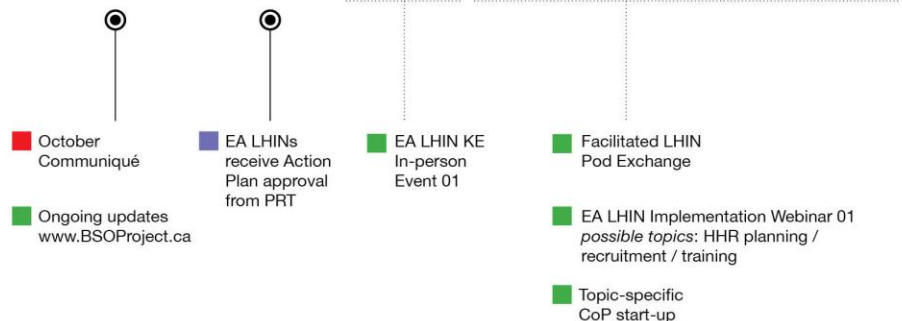 October
Communiqué
Ongoing updates
www.BSOProject.ca
EA LHINs
receive Action
Plan approval
from PRT
EA LHIN KE
In-person
Event 01
Facilitated LHIN
Pod Exchange
EA LHIN Implementation Webinar 01
possible topics: HHR planning /
recruitment / training
Topic-specific
CoP start-up